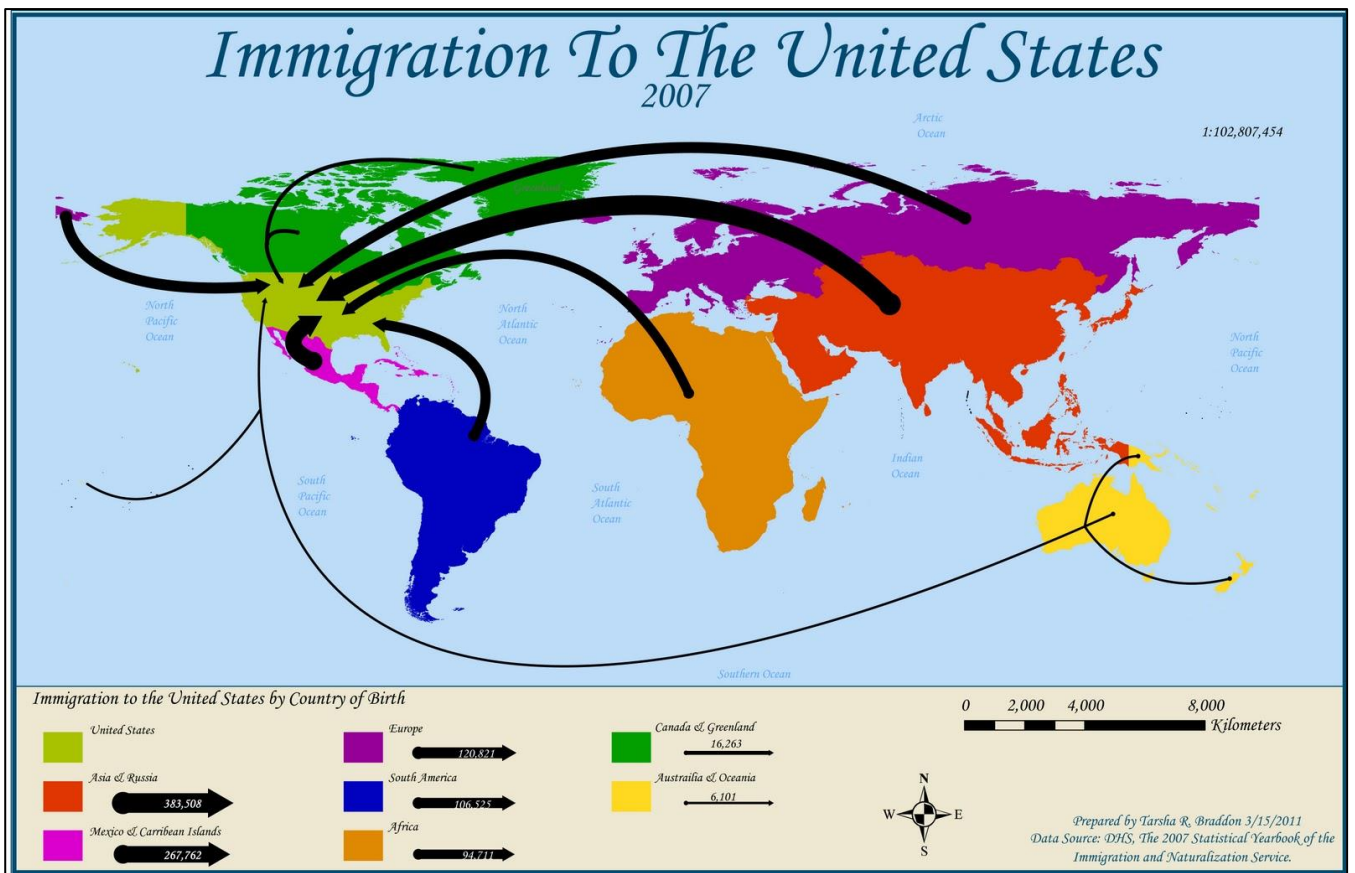 Immigration To The United States
2007
1:102,807,454
Arctic
Ocean
Greenland
North
Pacific
Ocean
North
Atlantic
Ocean
North
Pacific
Ocean
South
Pacific
Ocean
South
Atlantic
Ocean
Indian
Ocean
Southern Ocean
Immigration to the United States by Country of Birth
United States
Asia & Russia
383,508
Mexico & Carribean Islands
267,762
Europe
120,821
South America
106,525
Africa
94,711
Canada & Greenland
16,263
Austrailia & Oceania
6,101
0 2,000 4,000 8,000
Kilometers
N
W E
S
Prepared by Tarsha R. Braddon 3/15/2011
Data Source: DHS, The 2007 Statistical Yearbook of the
Immigration and Naturalization Service.